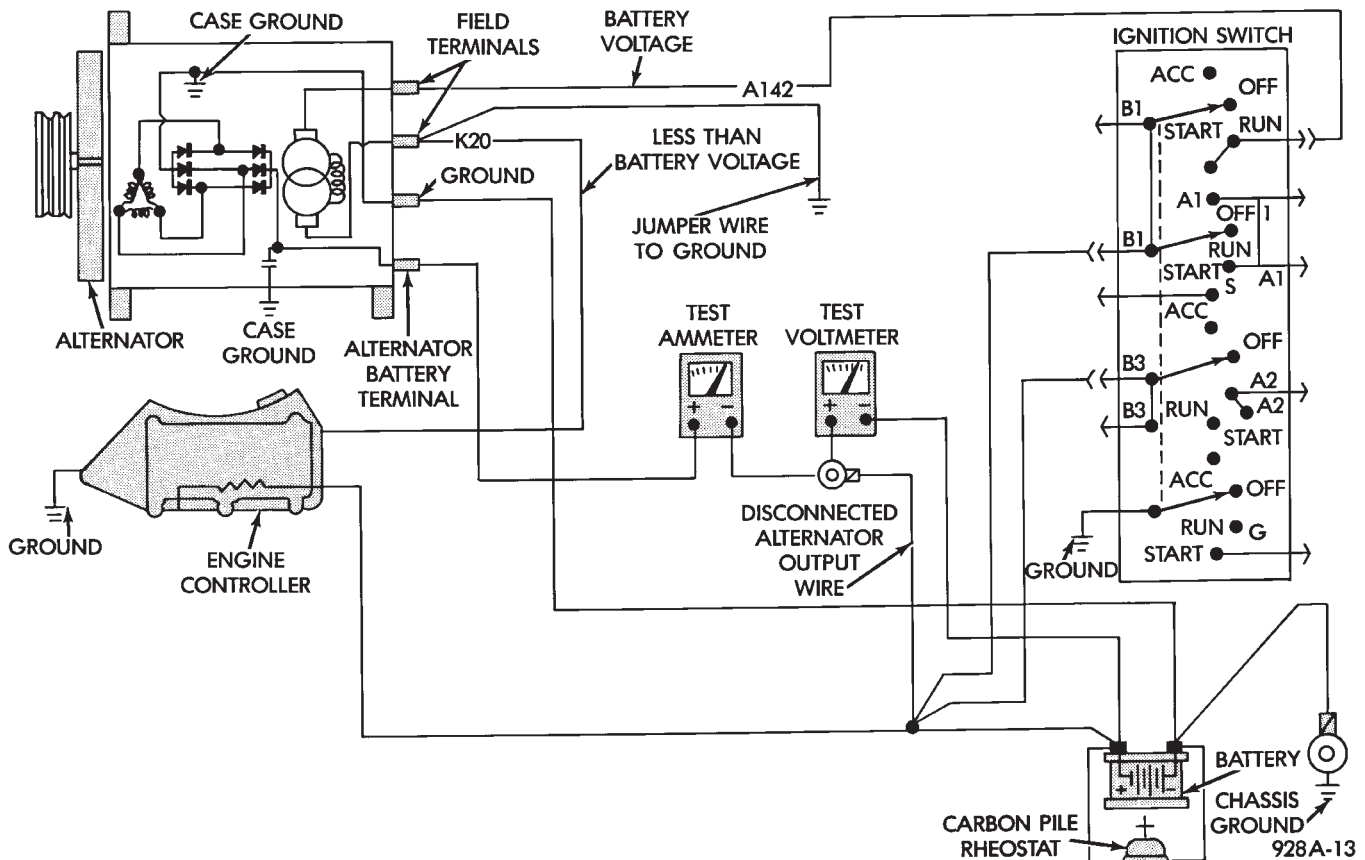 CASE GROUND
FIELD
TERMINALS
BATTERY
VOLTAGE
A142
K20
LESS THAN
BATTERY VOLTAGE
GROUND
JUMPER WIRE
TO GROUND
ALTERNATOR
CASE
GROUND
ALTERNATOR
BATTERY
TERMINAL
TEST
AMMETER
+ −
TEST
VOLTMETER
+ −
IGNITION SWITCH
ACC
OFF
B1
START
RUN
A1
OFF 1
B1
RUN
START
S
A1
ACC
OFF
B3
A2
A2
B3
RUN
START
ACC
OFF
RUN
G
START
GROUND
GROUND
ENGINE
CONTROLLER
DISCONNECTED
ALTERNATOR
OUTPUT
WIRE
BATTERY
+ −
CHASSIS
GROUND
CARBON PILE
RHEOSTAT
+
928A-13